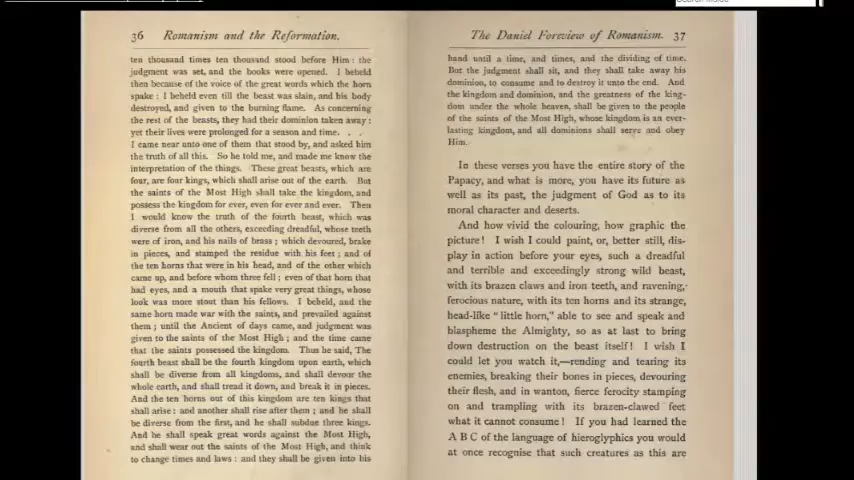 36 Romanism and the Reformation.
ten thousand times ten thousand stood before Him : the
judgment was set, and the books were opened. I beheld
then because of the voice of the great words which the horn
spake : I beheld even till the beast was slain, and his body
destroyed, and given to the burning flame. As concerning
the rest of the beasts, they had their dominion taken away :
yet their lives were prolonged for a season and time. . .
I came near unto one of them that stood by, and asked him
the truth of all this. So he told me, and made me know the
interpretation of the things. These great beasts, which are
four, are four kings, which shall arise out of the earth. But
the saints of the Most High shall take the kingdom, and
possess the kingdom for ever, even for ever and ever. Then
I would know the truth of the fourth beast, which was
diverse from all the others, exceeding dreadful, whose teeth
were of iron, and his nails of brass ; which devoured, brake
in pieces, and stamped the residue with his feet ; and of
the ten horns that were in his head, and of the other which
came up, and before whom three fell ; even of that horn that
had eyes, and a mouth that spake very great things, whose
look was more stout than his fellows. I beheld, and the
same horn made war with the saints, and prevailed against
them ; until the Ancient of days came, and judgment was
given to the saints of the Most High ; and the time came
that the saints possessed the kingdom. Thus he said, The
fourth beast shall be the fourth kingdom upon earth, which
shall be diverse from all kingdoms, and shall devour the
whole earth, and shall tread it down, and break it in pieces.
And the ten horns out of this kingdom are ten kings that
shall arise : and another shall rise after them ; and he shall
be diverse from the first, and he shall subdue three kings.
And he shall speak great words against the Most High,
and shall wear out the saints of the Most High, and think
to change times and laws : and they shall be given into his
The Daniel Foreview of Romanism. 37
hand until a time, and times, and the dividing of time.
But the judgment shall sit, and they shall take away his
dominion, to consume and to destroy it unto the end. And
the kingdom and dominion, and the greatness of the king-
dom under the whole heaven, shall be given to the people
of the saints of the Most High, whose kingdom is an ever-
lasting kingdom, and all dominions shall serve and obey
Him.
In these verses you have the entire story of the
Papacy, and what is more, you have its future as
well as its past, the judgment of God as to its
moral character and deserts.
And how vivid the colouring, how graphic the
picture ! I wish I could paint, or, better still, dis-
play in action before your eyes, such a dreadful
and terrible and exceedingly strong wild beast,
with its brazen claws and iron teeth, and ravening,
ferocious nature, with its ten horns and its strange,
head-like " little horn," able to see and speak and
blaspheme the Almighty, so as at last to bring
down destruction on the beast itself ! I wish I
could let you watch it,—rending and tearing its
enemies, breaking their bones in pieces, devouring
their flesh, and in wanton, fierce ferocity stamping
on and trampling with its brazen-clawed feet
what it cannot consume ! If you had learned the
A B C of the language of hieroglyphics you would
at once recognise that such creatures as this are